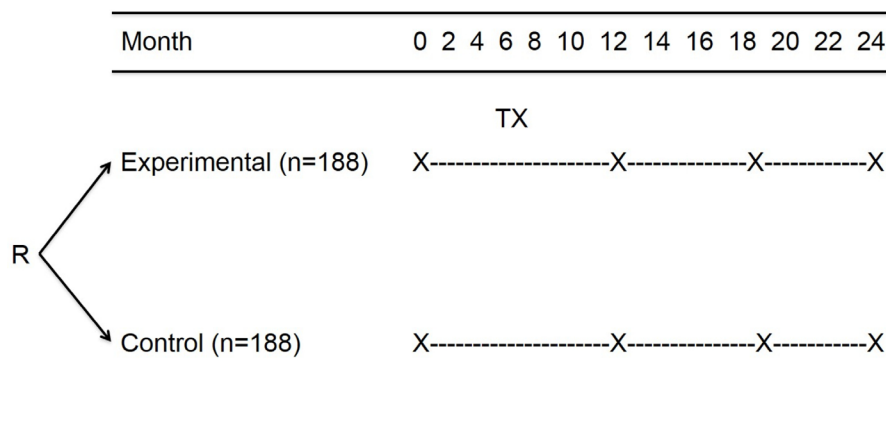 Month 0 2 4 6 8 10 12 14 16 18 20 22 24
TX
Experimental (n=188) X---------------------X--------------X------------X
R
Control (n=188) X---------------------X---------------X-----------X